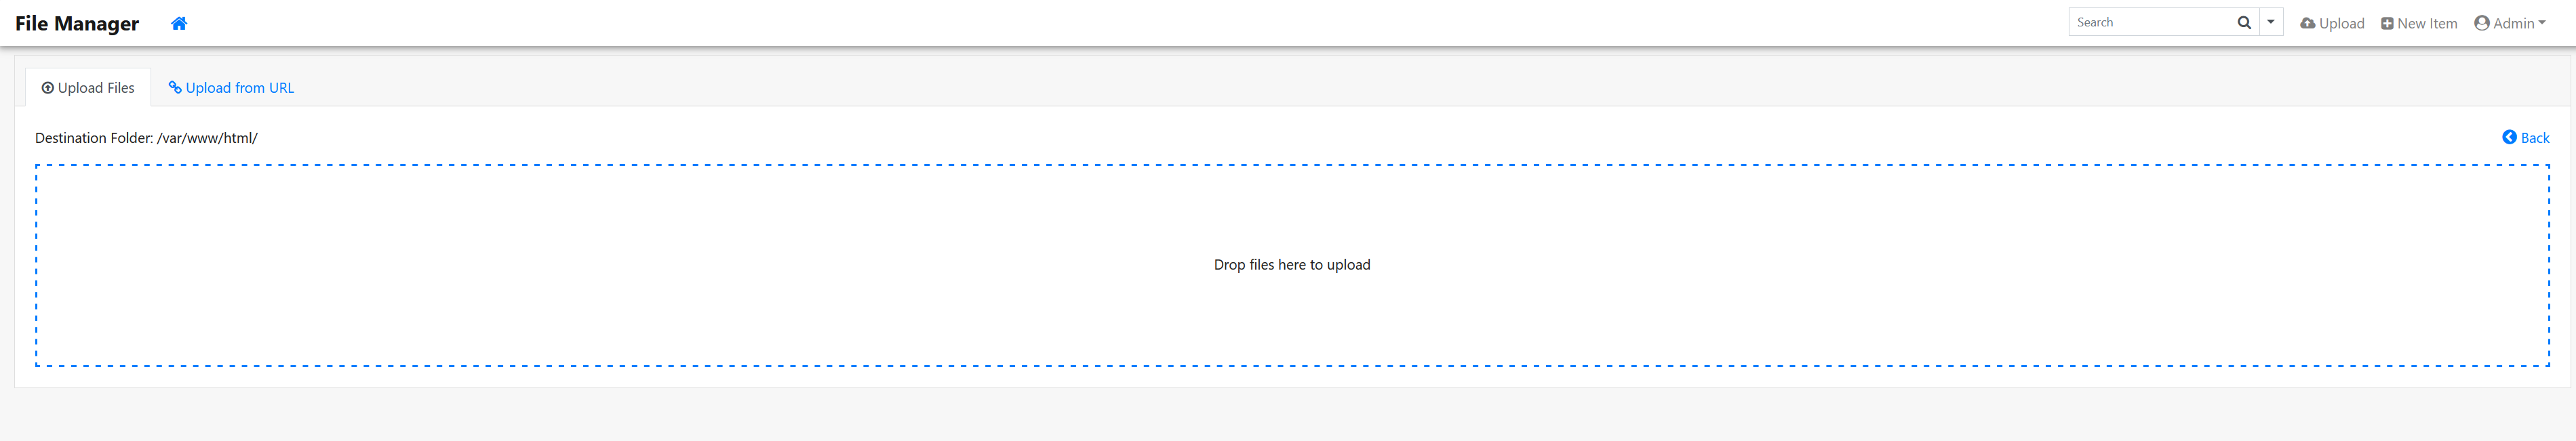 File Manager Search Upload New Item Admin
Upload Files Upload from URL
Destination Folder: /var/www/html/ Back
Drop files here to upload